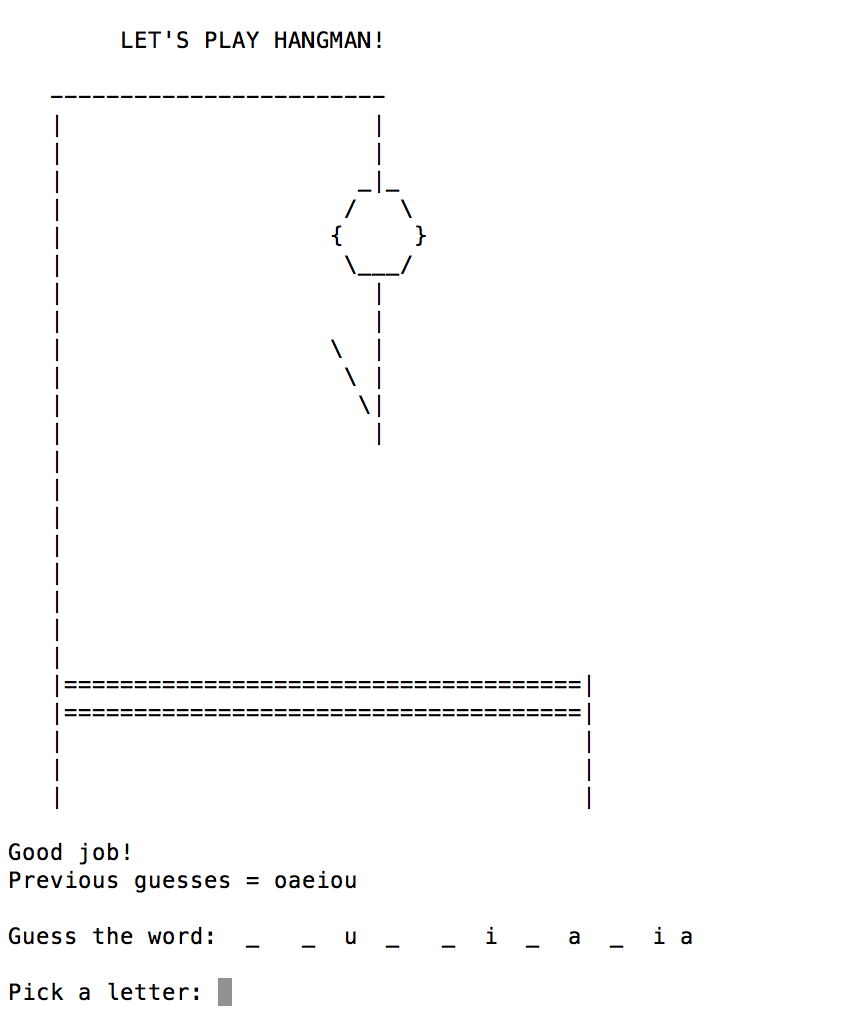 LET'S PLAY HANGMAN!
Good job!
Previous guesses = oaeiou
Guess the word:  _   _  u  _   _  i  _  a  _  i a
Pick a letter: